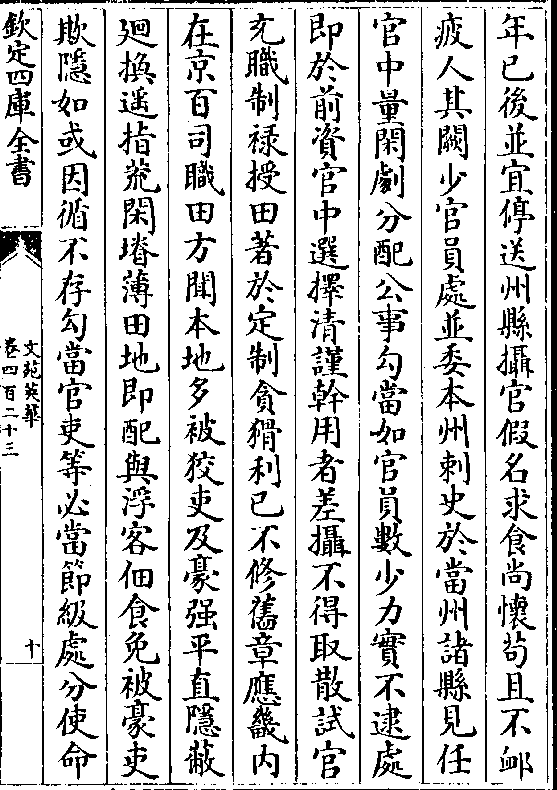 年已後並宜停送州縣攝官假名求食尚懷苟且不衈
疲人其闕少官員處並委本州刺史於當州諸縣見任
官中量閑劇分配公事勾當如官員數少力實不逮處
即於前資官中選擇清謹幹用者差攝不得取散試官
充職制禄授田著於定制貪猾利己不修舊章應畿内
在京百司職田方聞本地多被狡吏及豪强平直隱蔽
廻換遥指荒閑塉薄田地即配與浮客佃食免被豪吏
欺隱如或因循不存勾當官吏等必當節級處分使命
欽定四庫全書
文苑英華
卷四百二十三
十